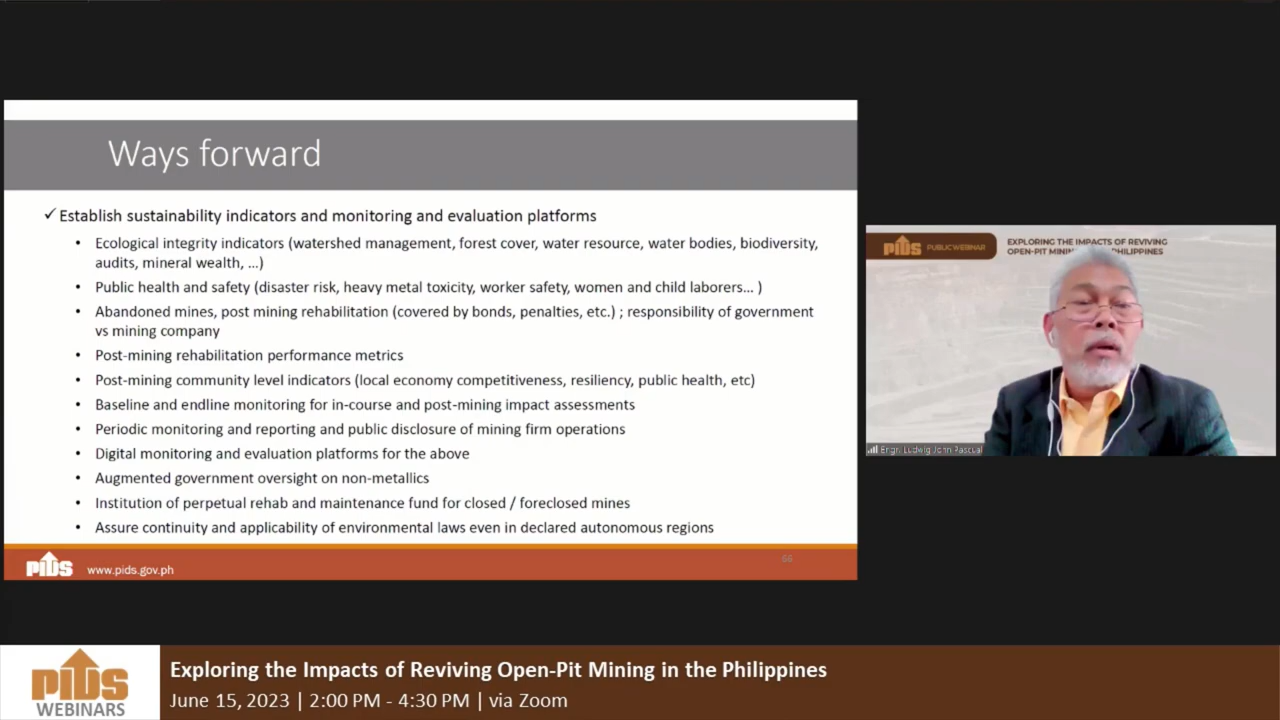 Ways forward
✓Establish sustainability indicators and monitoring and evaluation platforms
• Ecological integrity indicators (watershed management, forest cover, water resource, water bodies, biodiversity,
audits, mineral wealth, ...)
• Public health and safety (disaster risk, heavy metal toxicity, worker safety, women and child laborers... )
• Abandoned mines, post mining rehabilitation (covered by bonds, penalties, etc.) ; responsibility of government
vs mining company
• Post-mining rehabilitation performance metrics
• Post-mining community level indicators (local economy competitiveness, resiliency, public health, etc)
• Baseline and endline monitoring for in-course and post-mining impact assessments
• Periodic monitoring and reporting and public disclosure of mining firm operations
• Digital monitoring and evaluation platforms for the above
• Augmented government oversight on non-metallics
• Institution of perpetual rehab and maintenance fund for closed / foreclosed mines
• Assure continuity and applicability of environmental laws even in declared autonomous regions
66
PIDS
www.pids.gov.ph
PIDS PUBLIC WEBINAR
EXPLORING THE IMPACTS OF REVIVING
OPEN-PIT PHILIPPINES
Engr. Ludwig John Pascual
PIDS
WEBINARS
Exploring the Impacts of Reviving Open-Pit Mining in the Philippines
June 15, 2023 | 2:00 PM - 4:30 PM | via Zoom